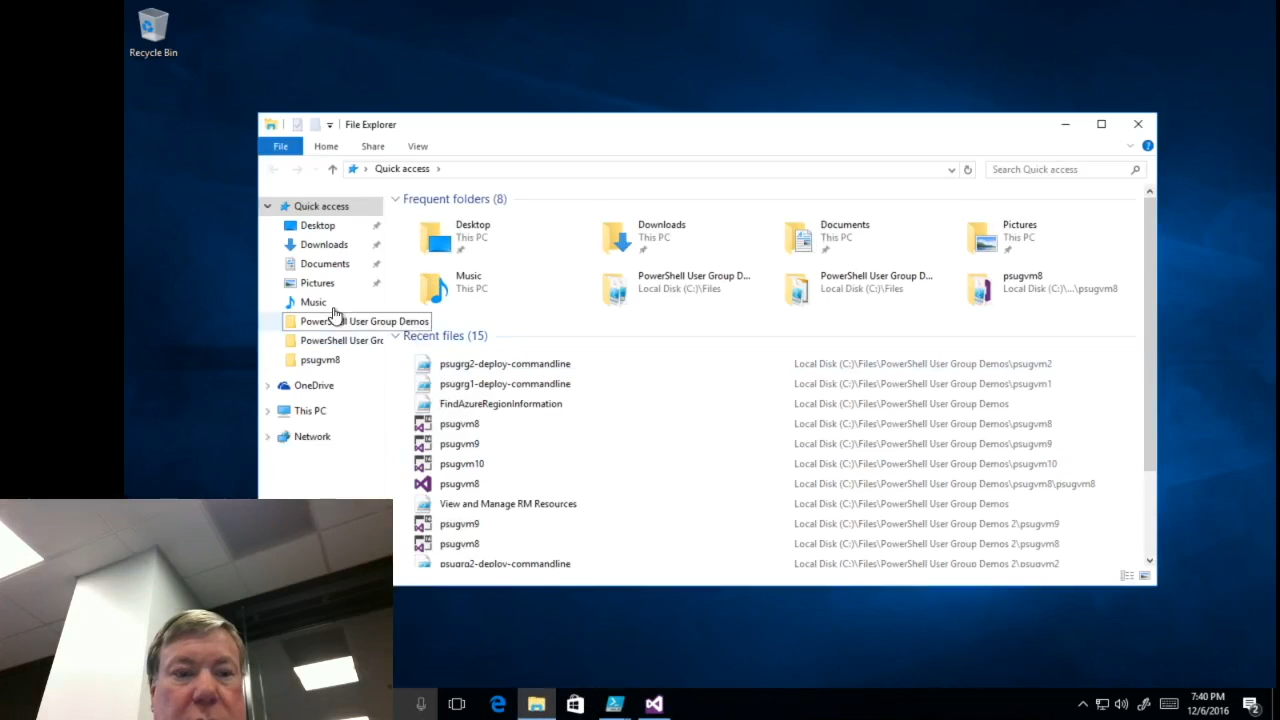 Recycle Bin
File Explorer
File Home Share View
Quick access
Search Quick access
Quick access
Desktop
Downloads
Documents
Pictures
Music
PowerShell User Group Demos
PowerShell User Gro
psugvm8
OneDrive
This PC
Network
Frequent folders (8)
Desktop
This PC
Downloads
This PC
Documents
This PC
Pictures
This PC
Music
This PC
PowerShell User Group D...
Local Disk (C:)\Files
PowerShell User Group D...
Local Disk (C:)\Files
psugvm8
Local Disk (C:)\...\psugvm8
Recent files (15)
psugrg2-deploy-commandline Local Disk (C:)\Files\PowerShell User Group Demos\psugvm2
psugrg1-deploy-commandline Local Disk (C:)\Files\PowerShell User Group Demos\psugvm1
FindAzureRegionInformation Local Disk (C:)\Files\PowerShell User Group Demos
psugvm8 Local Disk (C:)\Files\PowerShell User Group Demos\psugvm8
psugvm9 Local Disk (C:)\Files\PowerShell User Group Demos\psugvm9
psugvm10 Local Disk (C:)\Files\PowerShell User Group Demos\psugvm10
psugvm8 Local Disk (C:)\Files\PowerShell User Group Demos\psugvm8\psugvm8
View and Manage RM Resources Local Disk (C:)\Files\PowerShell User Group Demos
psugvm9 Local Disk (C:)\Files\PowerShell User Group Demos 2\psugvm9
psugvm8 Local Disk (C:)\Files\PowerShell User Group Demos 2\psugvm8
psugrg2-deploy-commandline Local Disk (C:)\Files\PowerShell User Group Demos 2\psugvm2
7:40 PM
12/6/2016
2